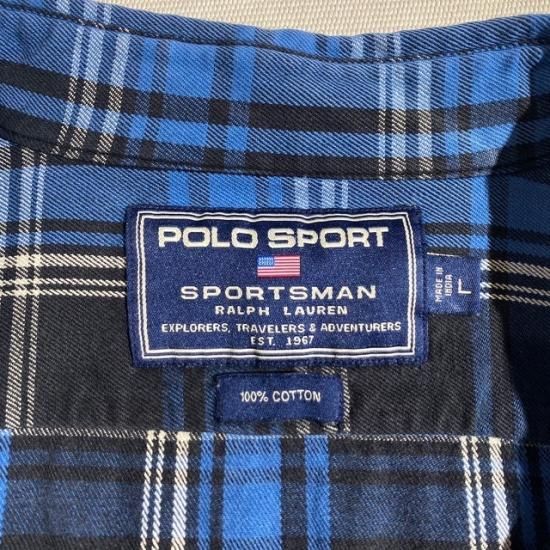 POLO SPORT
SPORTSMAN
RALPH LAUREN
EXPLORERS, TRAVELERS & ADVENTURERS
EST. 1967
MADE IN
INDIA
L
100% COTTON